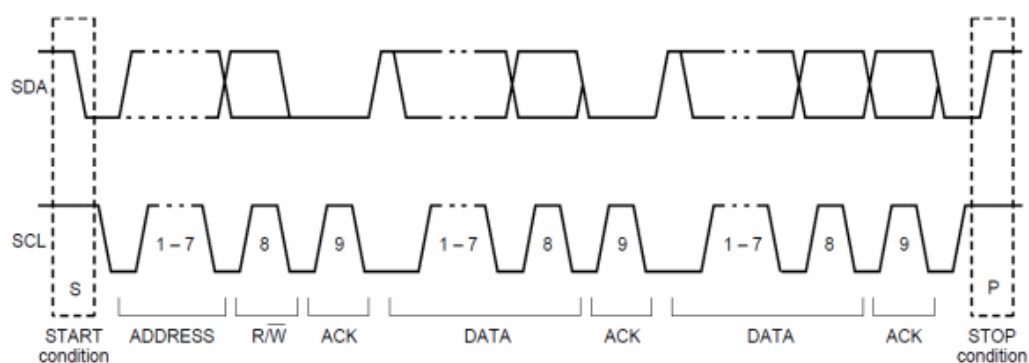 SDA
SCL
1 – 7
8
9
1 – 7
8
9
1 – 7
8
9
S
P
START
condition
ADDRESS
R/W̅
ACK
DATA
ACK
DATA
ACK
STOP
condition